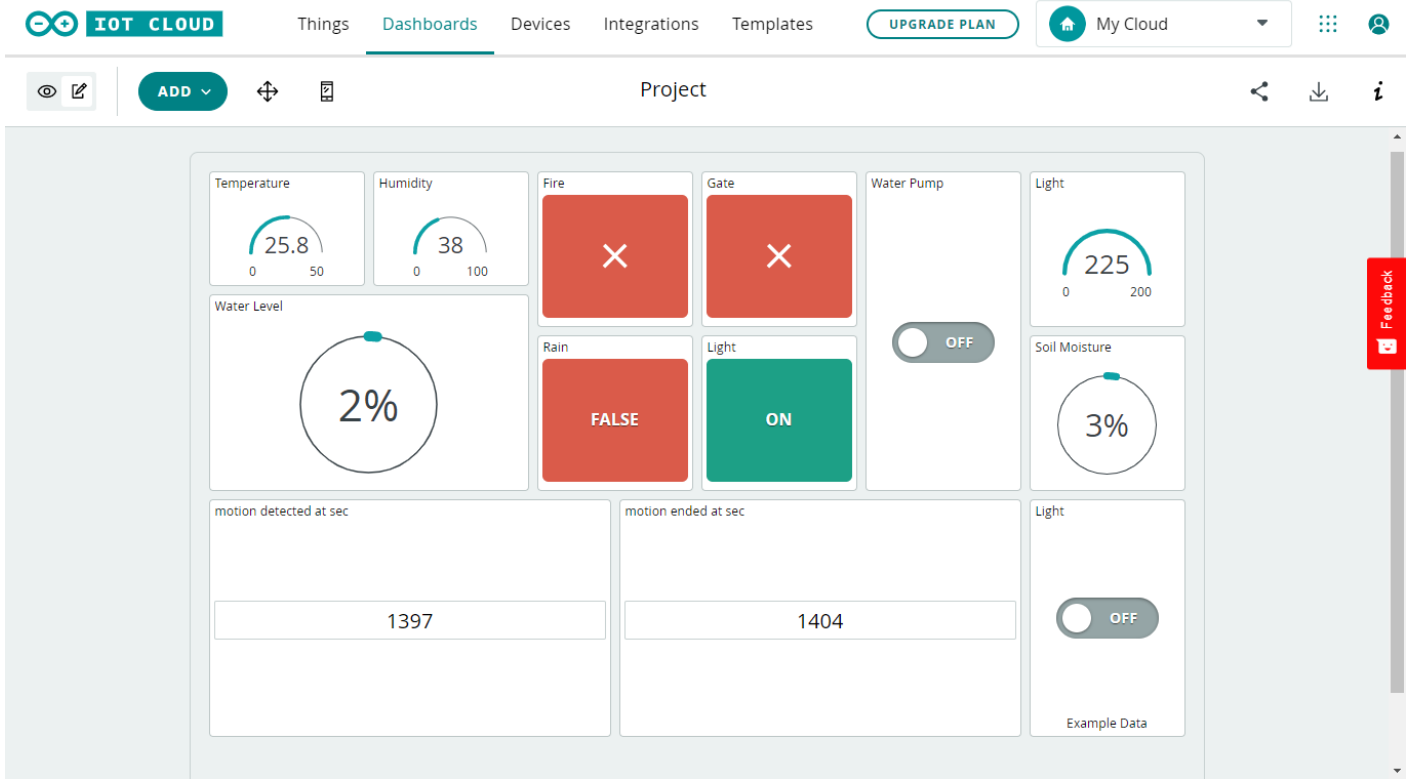 IOT CLOUD Things Dashboards Devices Integrations Templates UPGRADE PLAN My Cloud
ADD Project i
Temperature Humidity Fire Gate Water Pump Light
25.8 38 225
0 50 0 100 0 200
Feedback
Water Level
Rain Light OFF Soil Moisture
2% FALSE ON 3%
motion detected at sec motion ended at sec Light
1397 1404 OFF
Example Data